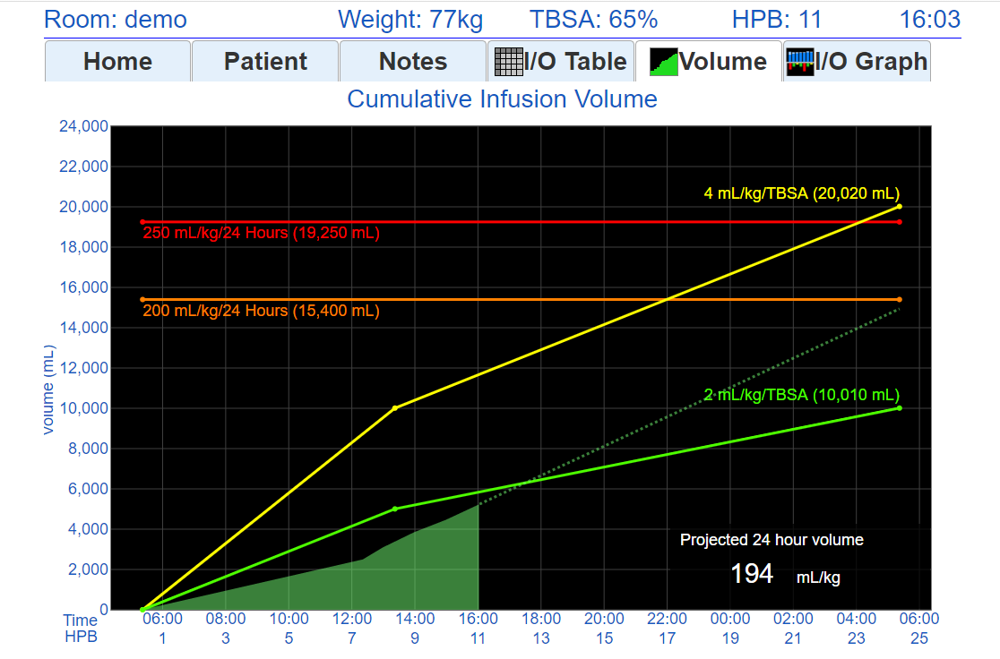 Room: demo Weight: 77kg TBSA: 65% HPB: 11 16:03
Home Patient Notes I/O Table Volume I/O Graph
Cumulative Infusion Volume
24,000
22,000
4 mL/kg/TBSA (20,020 mL)
20,000
250 mL/kg/24 Hours (19,250 mL)
18,000
16,000
200 mL/kg/24 Hours (15,400 mL)
14,000
12,000
Volume (mL)
2 mL/kg/TBSA (10,010 mL)
10,000
8,000
6,000
Projected 24 hour volume
4,000
194 mL/kg
2,000
0
Time 06:00 08:00 10:00 12:00 14:00 16:00 18:00 20:00 22:00 00:00 02:00 04:00 06:00
HPB 1 3 5 7 9 11 13 15 17 19 21 23 25